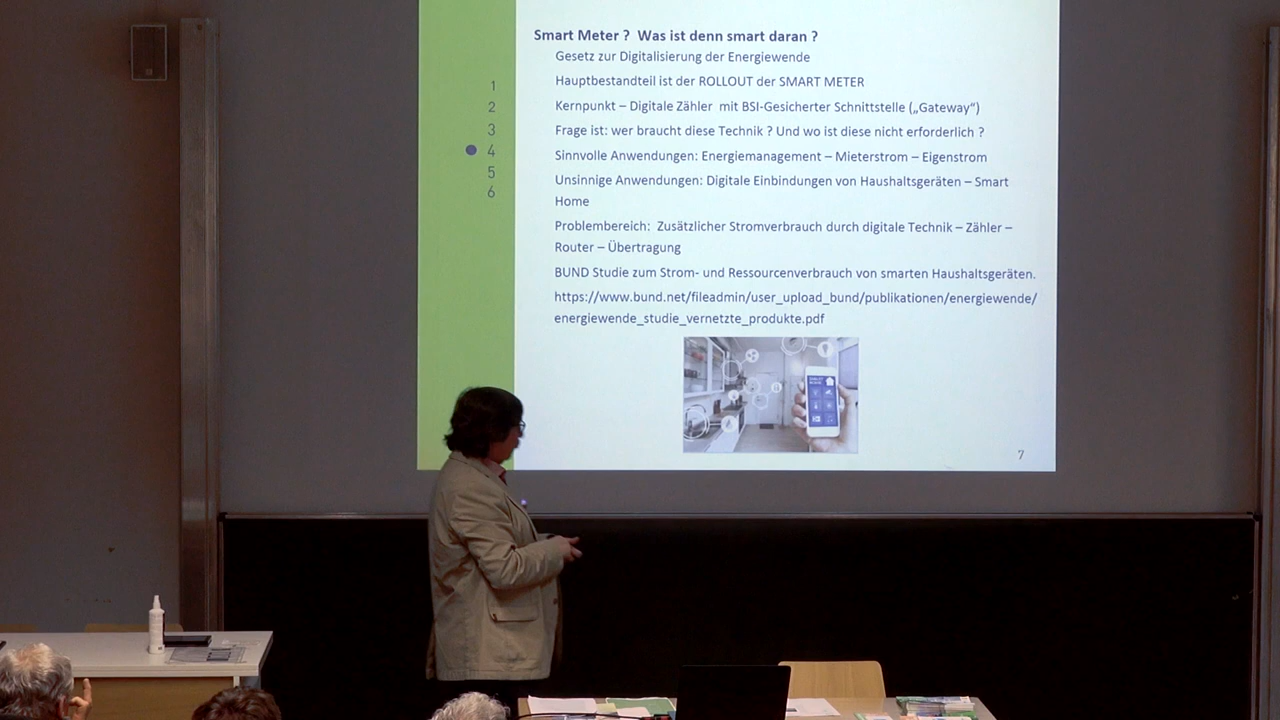 Smart Meter ? Was ist denn smart daran ?
Gesetz zur Digitalisierung der Energiewende
Hauptbestandteil ist der ROLLOUT der SMART METER
Kernpunkt – Digitale Zähler mit BSI-Gesicherter Schnittstelle („Gateway“)
Frage ist: wer braucht diese Technik ? Und wo ist diese nicht erforderlich ?
Sinnvolle Anwendungen: Energiemanagement – Mieterstrom – Eigenstrom
Unsinnige Anwendungen: Digitale Einbindungen von Haushaltsgeräten – Smart
Home
Problembereich: Zusätzlicher Stromverbrauch durch digitale Technik – Zähler –
Router – Übertragung
BUND Studie zum Strom- und Ressourcenverbrauch von smarten Haushaltsgeräten.
https://www.bund.net/fileadmin/user_upload_bund/publikationen/energiewende/
energiewende_studie_vernetzte_produkte.pdf
1
2
3
4
5
6
7